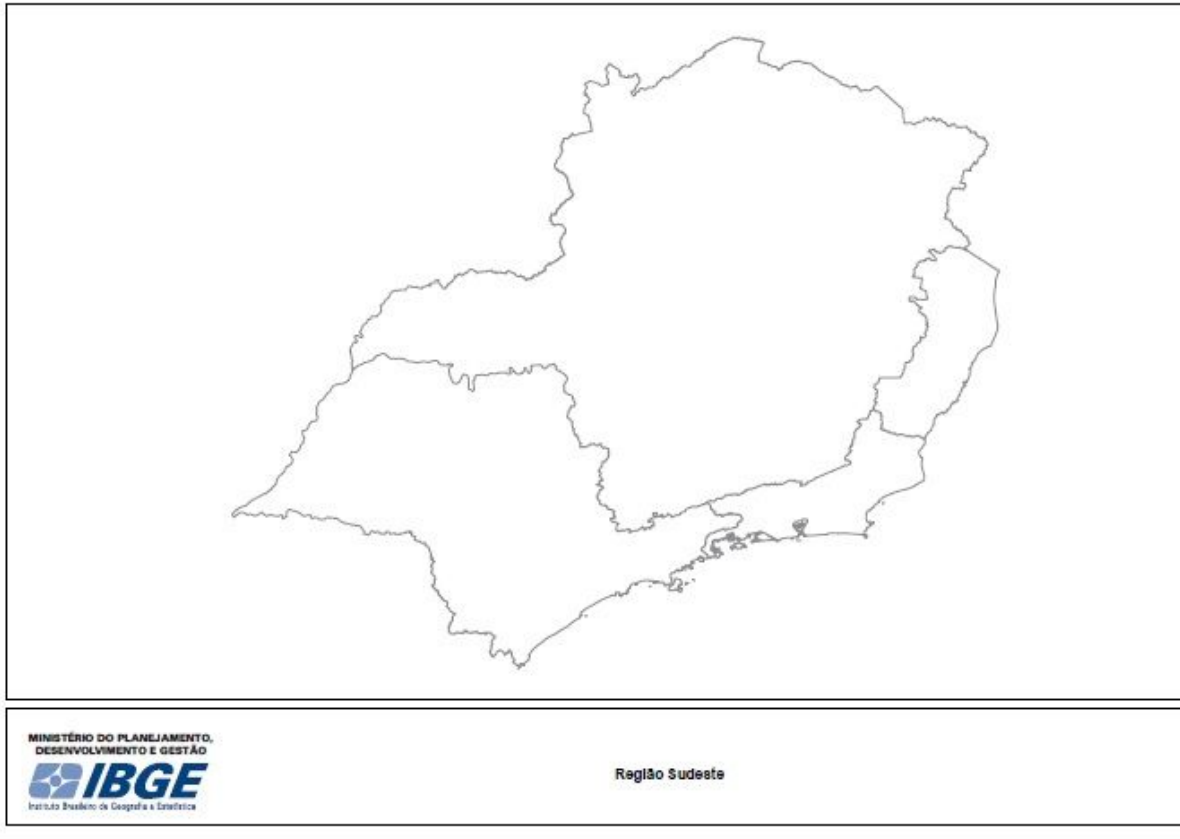 MINISTÉRIO DO PLANEJAMENTO,
DESENVOLVIMENTO E GESTÃO
IBGE
Instituto Brasileiro de Geografia e Estatística
Região Sudeste